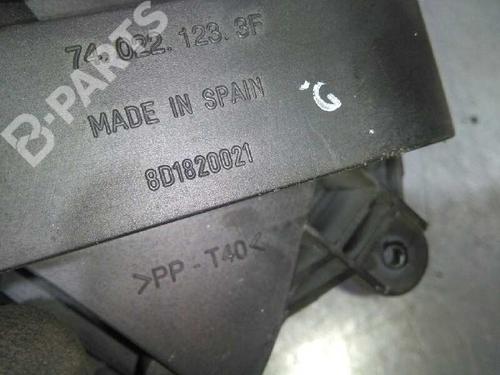 74.022.123.3F
B-PARTS
MADE IN SPAIN
G
8D1820021
>PP-T40<